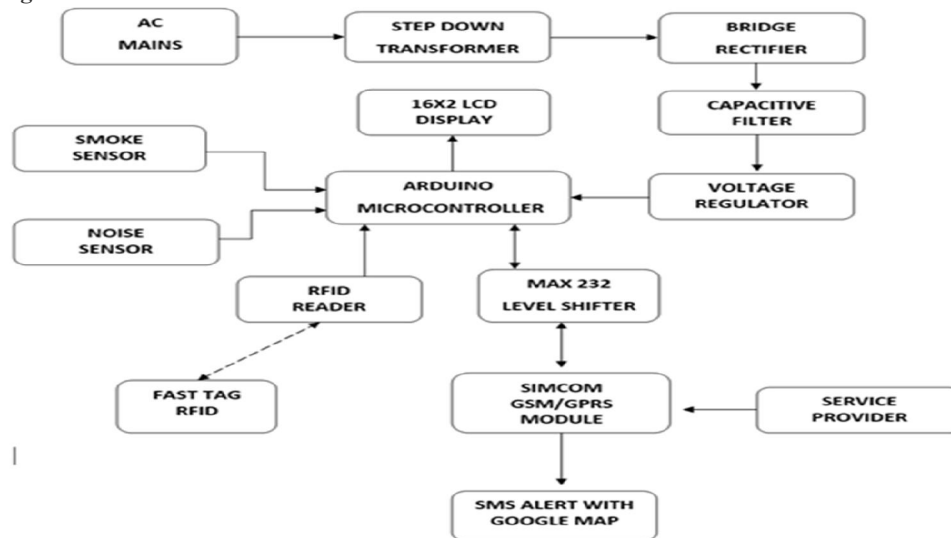 AC
MAINS
STEP DOWN
TRANSFORMER
BRIDGE
RECTIFIER
16X2 LCD
DISPLAY
CAPACITIVE
FILTER
SMOKE
SENSOR
ARDUINO
MICROCONTROLLER
VOLTAGE
REGULATOR
NOISE
SENSOR
RFID
READER
MAX 232
LEVEL SHIFTER
FAST TAG
RFID
SIMCOM
GSM/GPRS
MODULE
SERVICE
PROVIDER
SMS ALERT WITH
GOOGLE MAP